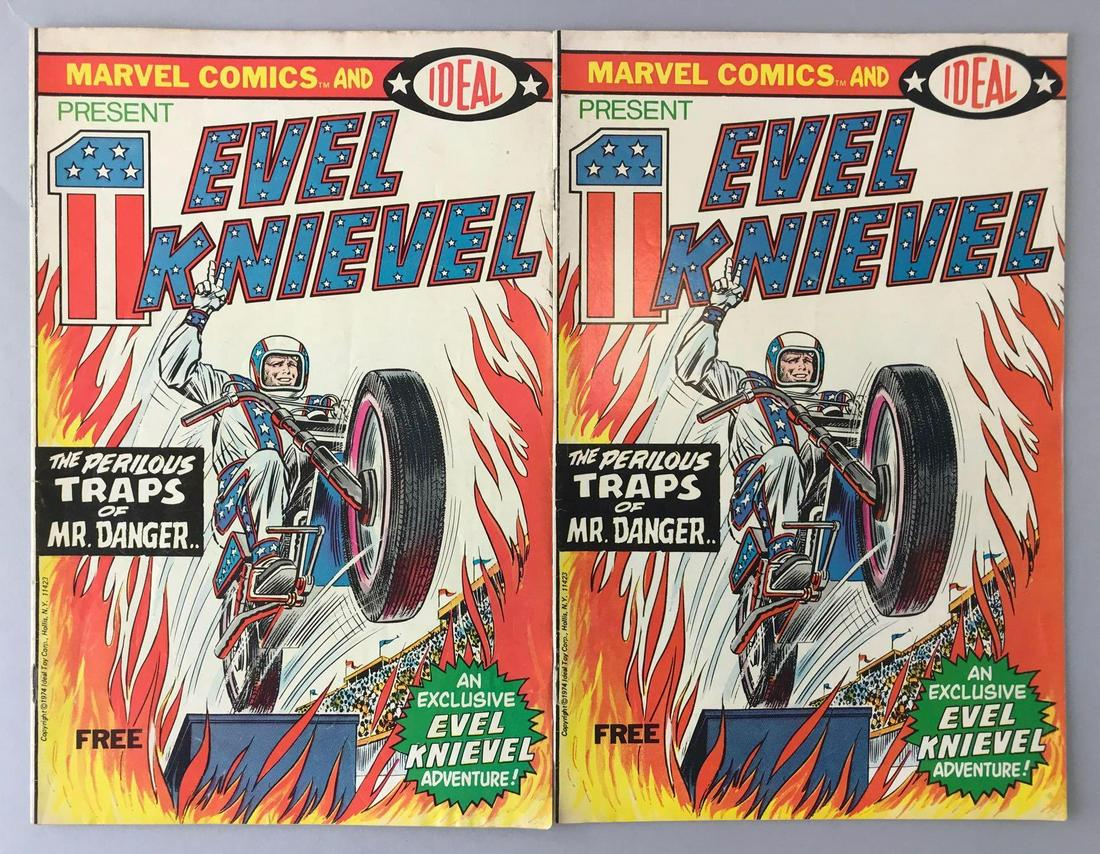 MARVEL COMICS TM AND IDEAL
PRESENT
1 EVEL
KNIEVEL
THE PERILOUS
TRAPS
OF
MR. DANGER..
Copyright © 1974 Ideal Toy Corp., Hollis, N.Y. 11423
FREE
AN
EXCLUSIVE
EVEL
KNIEVEL
ADVENTURE!
MARVEL COMICS TM AND IDEAL
PRESENT
1 EVEL
KNIEVEL
THE PERILOUS
TRAPS
OF
MR. DANGER..
Copyright © 1974 Ideal Toy Corp., Hollis, N.Y. 11423
FREE
AN
EXCLUSIVE
EVEL
KNIEVEL
ADVENTURE!